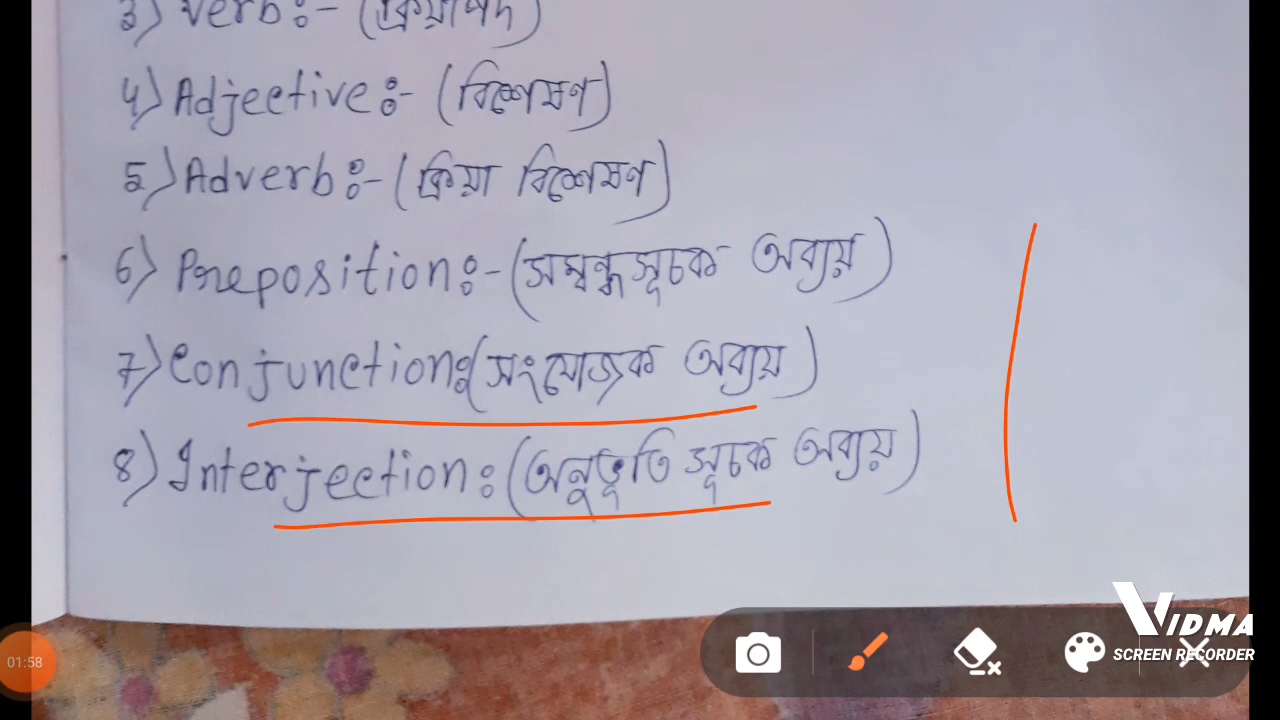 3) Verb:- (ক্রিয়াপদ)
4) Adjective:- (বিশেষণ)
5) Adverb:- (ক্রিয়া বিশেষণ)
6) Preposition:- (সম্বন্ধসূচক অব্যয়)
7) Conjunction:(সংযোজক অব্যয়)
8) Interjection:(অনুভূতি সূচক অব্যয়)
01:58
VIDMA
SCREEN RECORDER